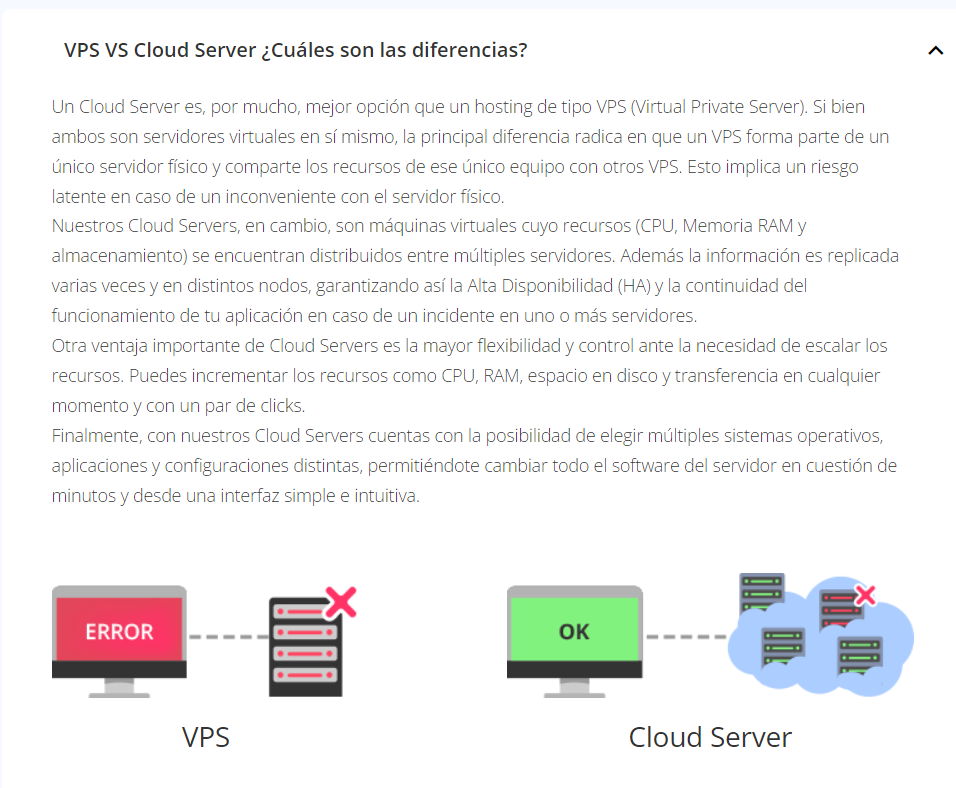 VPS VS Cloud Server ¿Cuáles son las diferencias?
Un Cloud Server es, por mucho, mejor opción que un hosting de tipo VPS (Virtual Private Server). Si bien
ambos son servidores virtuales en sí mismo, la principal diferencia radica en que un VPS forma parte de un
único servidor físico y comparte los recursos de ese único equipo con otros VPS. Esto implica un riesgo
latente en caso de un inconveniente con el servidor físico.
Nuestros Cloud Servers, en cambio, son máquinas virtuales cuyo recursos (CPU, Memoria RAM y
almacenamiento) se encuentran distribuidos entre múltiples servidores. Además la información es replicada
varias veces y en distintos nodos, garantizando así la Alta Disponibilidad (HA) y la continuidad del
funcionamiento de tu aplicación en caso de un incidente en uno o más servidores.
Otra ventaja importante de Cloud Servers es la mayor flexibilidad y control ante la necesidad de escalar los
recursos. Puedes incrementar los recursos como CPU, RAM, espacio en disco y transferencia en cualquier
momento y con un par de clicks.
Finalmente, con nuestros Cloud Servers cuentas con la posibilidad de elegir múltiples sistemas operativos,
aplicaciones y configuraciones distintas, permitiéndote cambiar todo el software del servidor en cuestión de
minutos y desde una interfaz simple e intuitiva.
ERROR
OK
VPS
Cloud Server